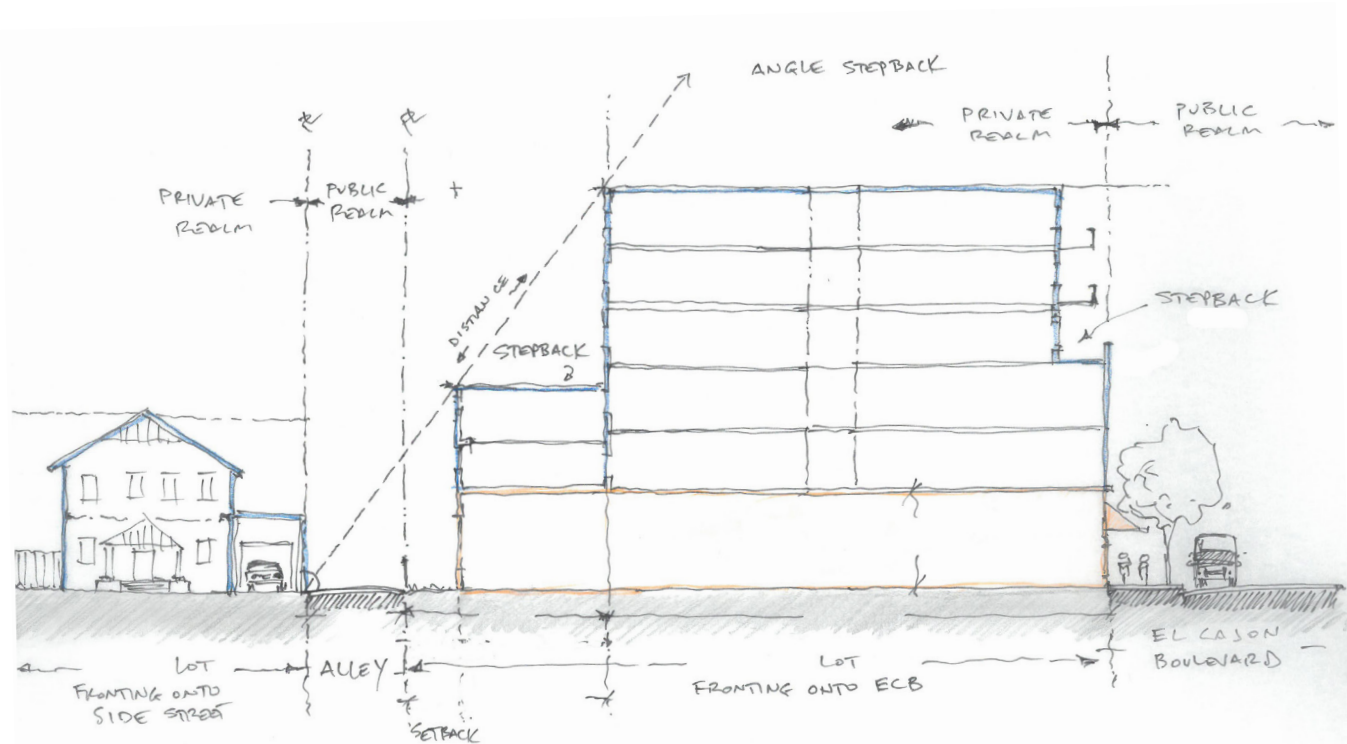 ANGLE STEPBACK
PRIVATE
REALM
PUBLIC
REALM
PRIVATE
REALM
PUBLIC
REALM
DISTANCE
STEPBACK
STEPBACK
EL CAJON
BOULEVARD
LOT
FRONTING ONTO
SIDE STREET
ALLEY
LOT
FRONTING ONTO ECB
SETBACK